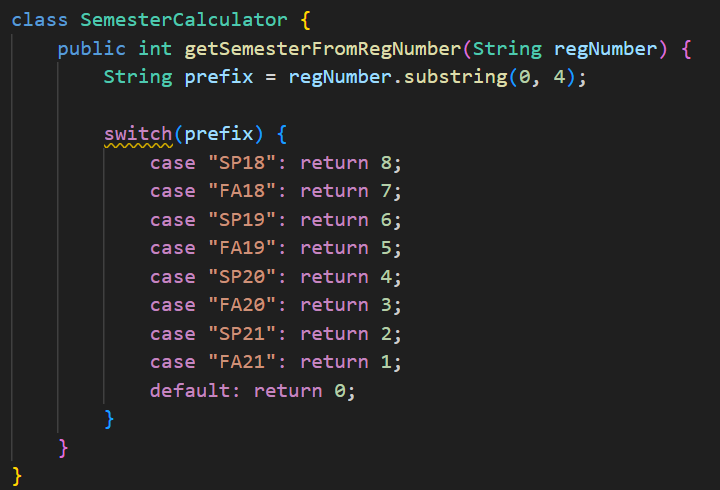 class SemesterCalculator {
    public int getSemesterFromRegNumber(String regNumber) {
        String prefix = regNumber.substring(0, 4);

        switch(prefix) {
            case "SP18": return 8;
            case "FA18": return 7;
            case "SP19": return 6;
            case "FA19": return 5;
            case "SP20": return 4;
            case "FA20": return 3;
            case "SP21": return 2;
            case "FA21": return 1;
            default: return 0;
        }
    }
}